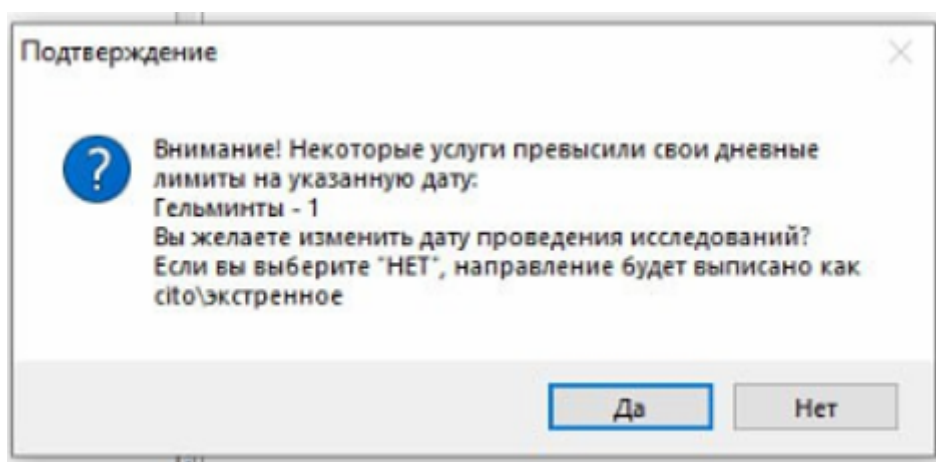 Подтверждение
Внимание! Некоторые услуги превысили свои дневные
лимиты на указанную дату:
Гельминты - 1
Вы желаете изменить дату проведения исследований?
Если вы выберите "НЕТ", направление будет выписано как
cito\экстренное
Да
Нет